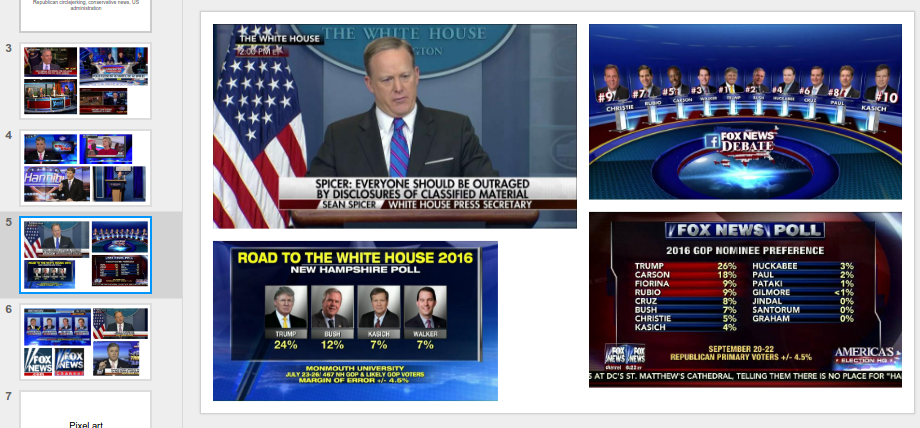 Republican circlejerking, conservative news, US
administration
3
4
5
6
7
Hannity
FOX
NEWS
FOX
NEWS
Pixel art
THE WHITE HOUSE
2:00 PM ET
THE WHITE HOUSE
SPICER: EVERYONE SHOULD BE OUTRAGED
BY DISCLOSURES OF CLASSIFIED MATERIAL
SEAN SPICER WHITE HOUSE PRESS SECRETARY
#9 #7 #5 #3 #1 #2 #4 #6 #8 #10
CHRISTIE RUBIO CARSON WALKER TRUMP BUSH HUCKABEE CRUZ PAUL KASICH
f FOX NEWS
DEBATE
ROAD TO THE WHITE HOUSE 2016
NEW HAMPSHIRE POLL
TRUMP BUSH KASICH WALKER
24% 12% 7% 7%
MONMOUTH UNIVERSITY
JULY 23-26/ 467 NH GOP & LIKELY GOP VOTERS
MARGIN OF ERROR +/- 4.5%
FOX NEWS POLL
2016 GOP NOMINEE PREFERENCE
TRUMP 26% HUCKABEE 3%
CARSON 18% PAUL 2%
FIORINA 9% PATAKI 1%
RUBIO 9% GILMORE <1%
CRUZ 8% JINDAL 0%
BUSH 7% SANTORUM 0%
CHRISTIE 5% GRAHAM 0%
KASICH 4%
SEPTEMBER 20-22
REPUBLICAN PRIMARY VOTERS +/- 4.5%
FOX NEWS
channel
AMERICA'S
ELECTION HQ
S AT DC'S ST. MATTHEW'S CATHEDRAL, TELLING THEM THERE IS NO PLACE FOR "HA